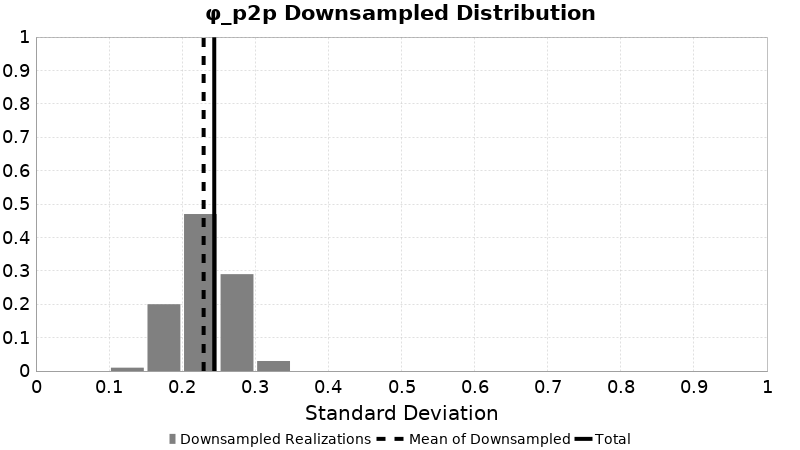 φ_p2p Downsampled Distribution
1
0.9
0.8
0.7
0.6
0.5
0.4
0.3
0.2
0.1
0
0 0.1 0.2 0.3 0.4 0.5 0.6 0.7 0.8 0.9 1
Standard Deviation
Downsampled Realizations Mean of Downsampled Total